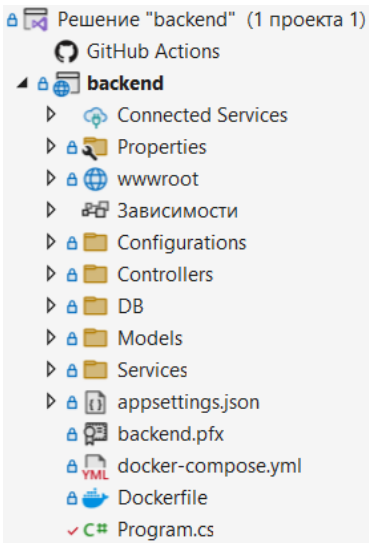 Решение "backend" (1 проекта 1)
GitHub Actions
backend
Connected Services
Properties
wwwroot
Зависимости
Configurations
Controllers
DB
Models
Services
appsettings.json
backend.pfx
YML docker-compose.yml
Dockerfile
C# Program.cs